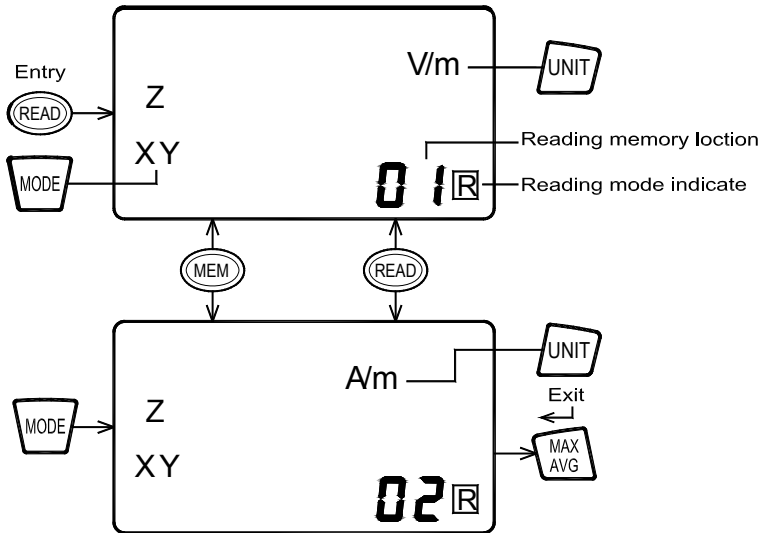 V/m
UNIT
Entry
READ
Z
Reading memory loction
XY
MODE
01 R
Reading mode indicate
MEM
READ
UNIT
A/m
Exit
MODE
Z
MAX
AVG
XY
02 R